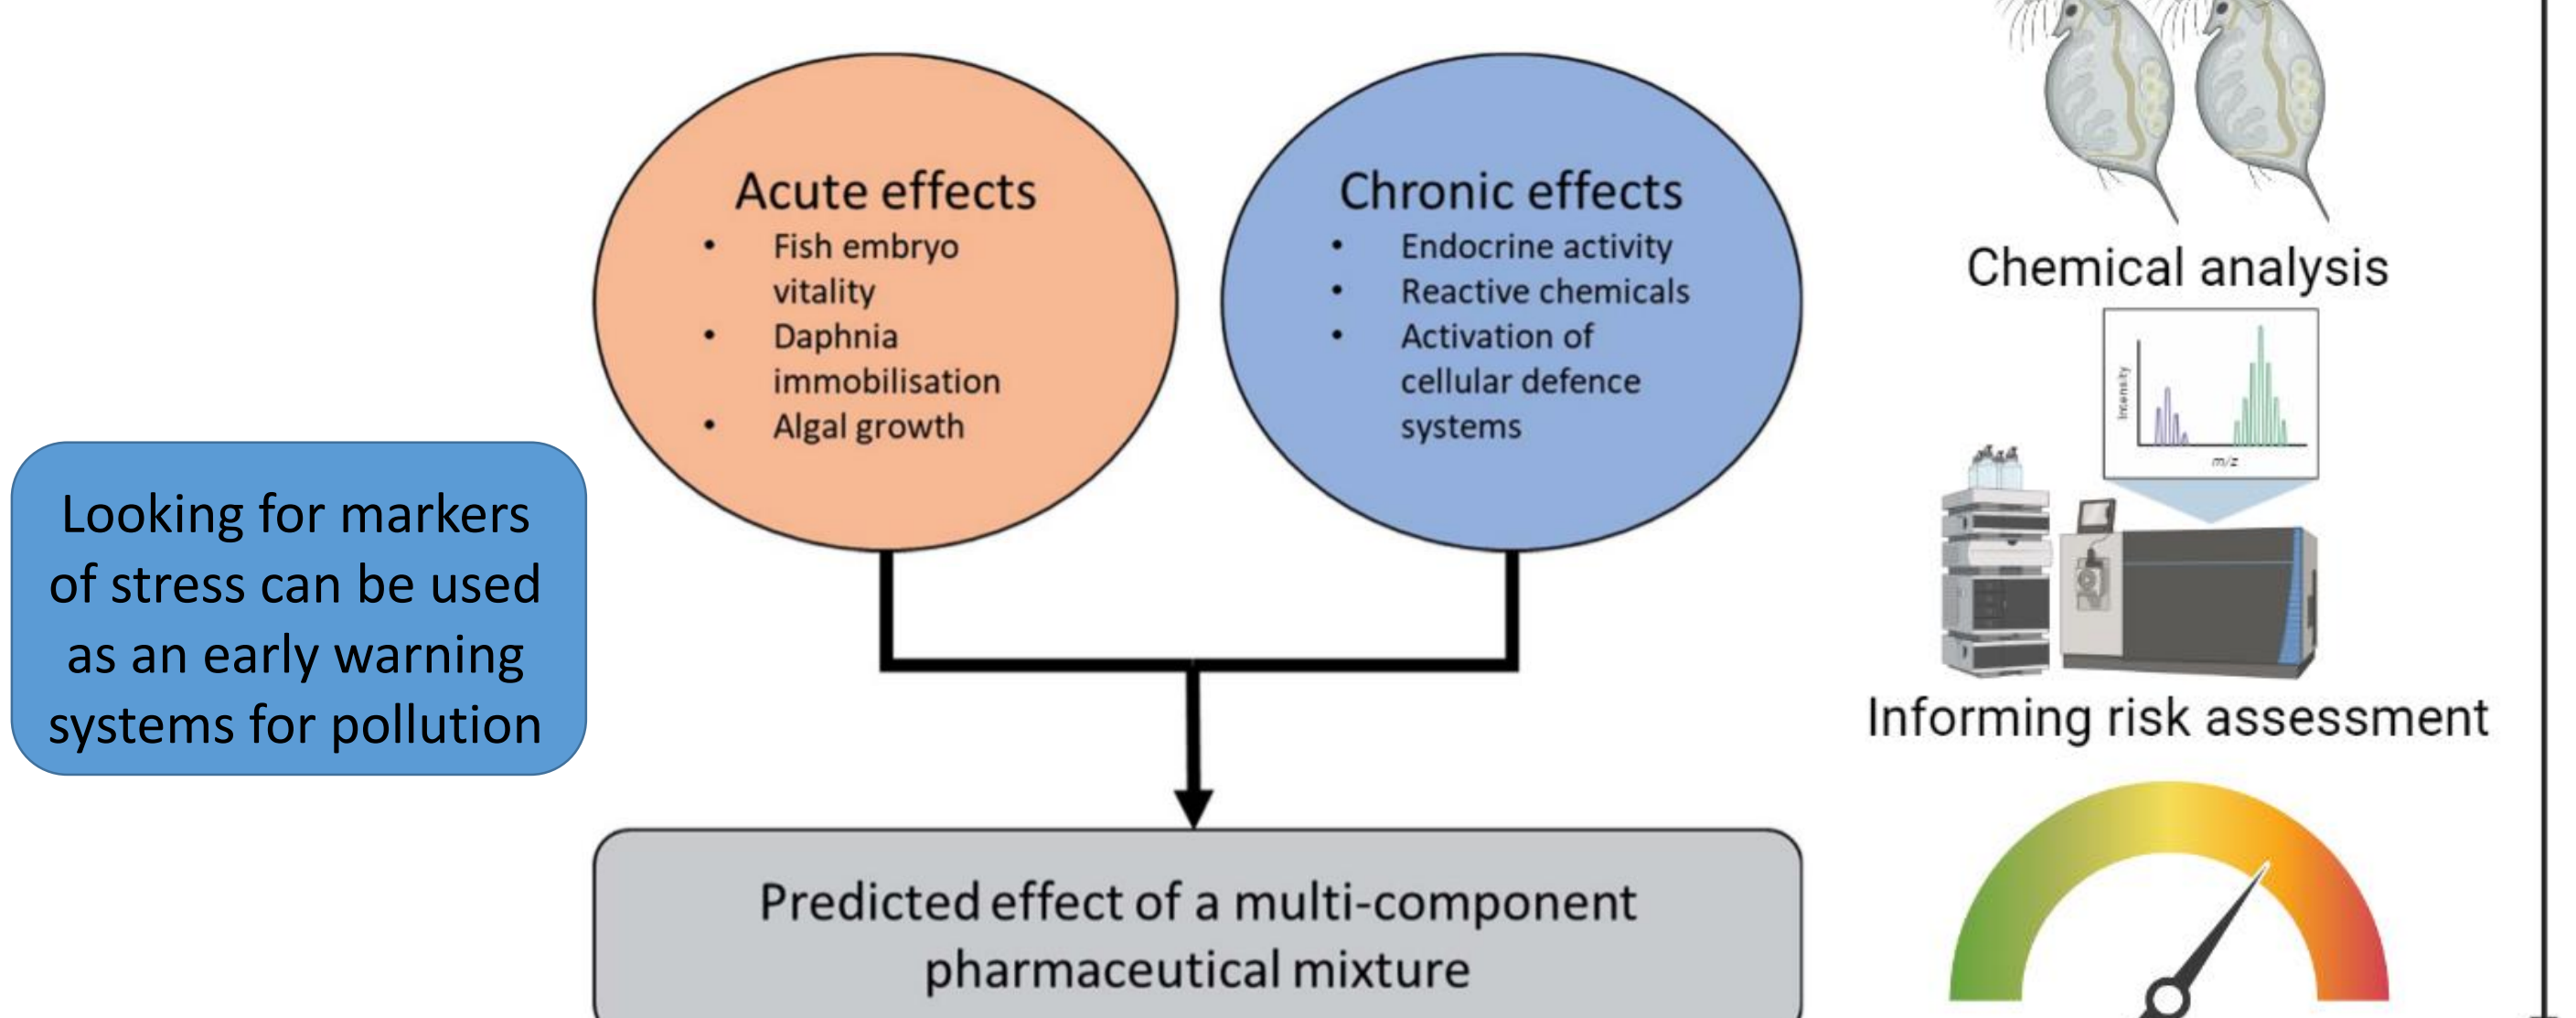 Acute effects
• Fish embryo
vitality
• Daphnia
immobilisation
• Algal growth
Chronic effects
• Endocrine activity
• Reactive chemicals
• Activation of
cellular defence
systems
Looking for markers
of stress can be used
as an early warning
systems for pollution
Predicted effect of a multi-component
pharmaceutical mixture
Chemical analysis
Intensity
m/z
Informing risk assessment